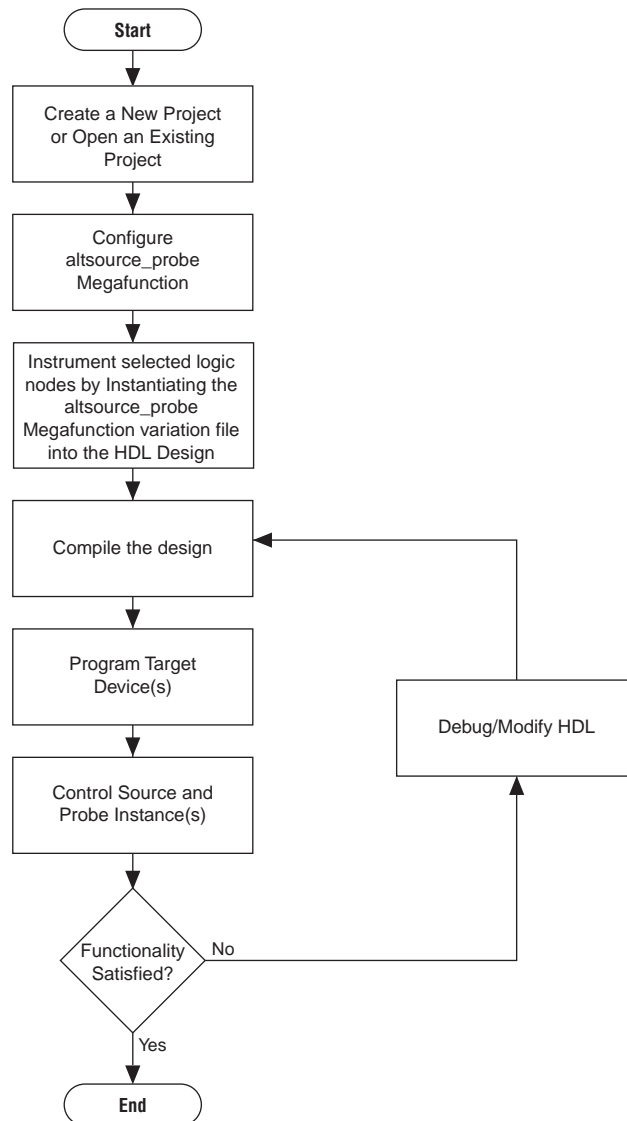 Start
Create a New Project
or Open an Existing
Project
Configure
altsource_probe
Megafunction
Instrument selected logic
nodes by Instantiating the
altsource_probe
Megafunction variation file
into the HDL Design
Compile the design
Program Target
Device(s)
Debug/Modify HDL
Control Source and
Probe Instance(s)
Functionality
Satisfied?
No
Yes
End